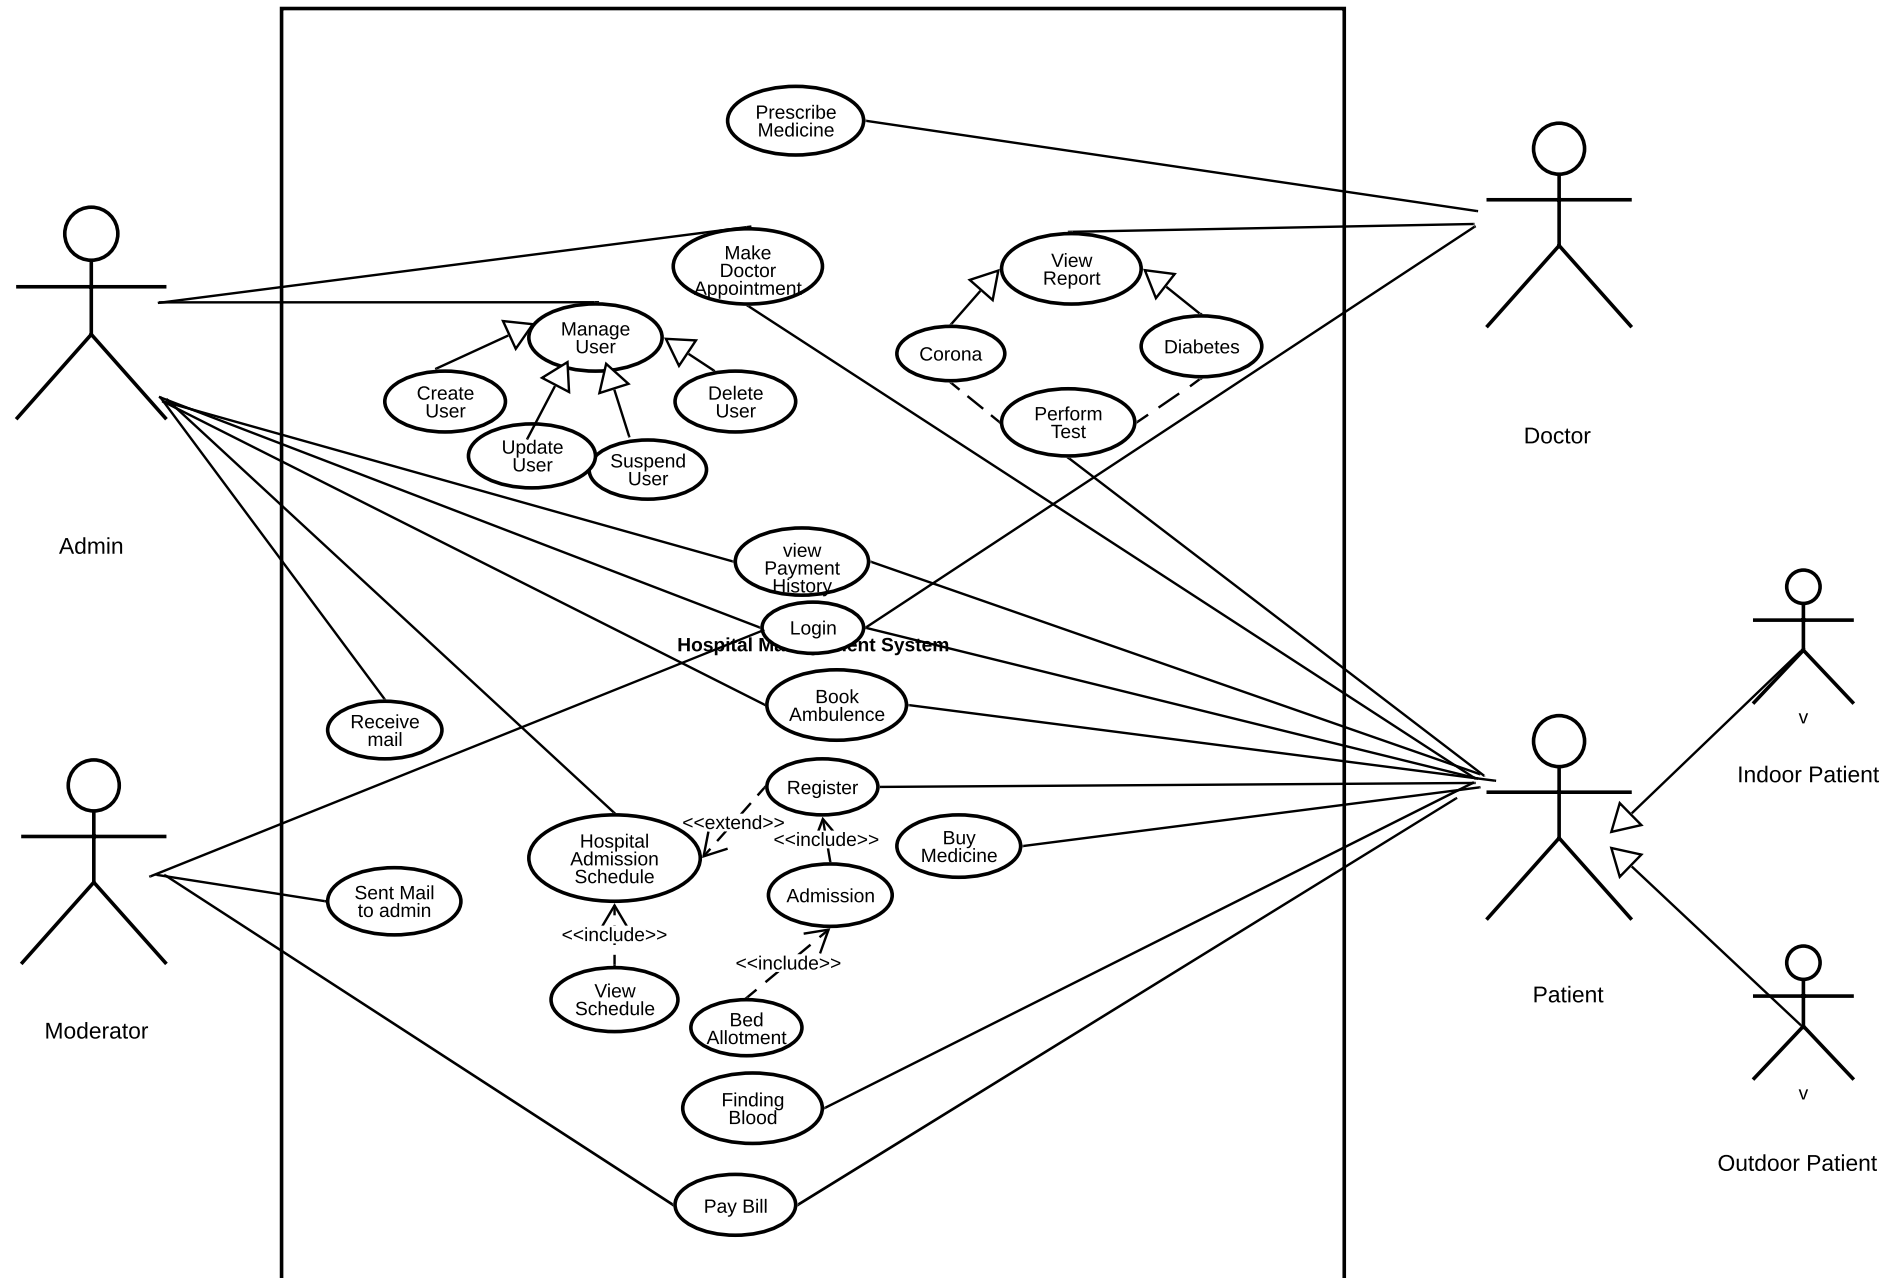 Prescribe
Medicine
Make
Doctor
Appointment
View
Report
Manage
User
Corona
Diabetes
Create
User
Delete
User
Perform
Test
Update
User
Suspend
User
Doctor
Admin
view
Payment
History
Login
Hospital Ma
ent System
Book
Ambulence
Receive
mail
v
Indoor Patient
Register
<<extend>>
<<include>>
Hospital
Admission
Schedule
Buy
Medicine
Admission
Sent Mail
to admin
<<include>>
<<include>>
View
Schedule
Bed
Allotment
Patient
Moderator
v
Finding
Blood
Outdoor Patient
Pay Bill